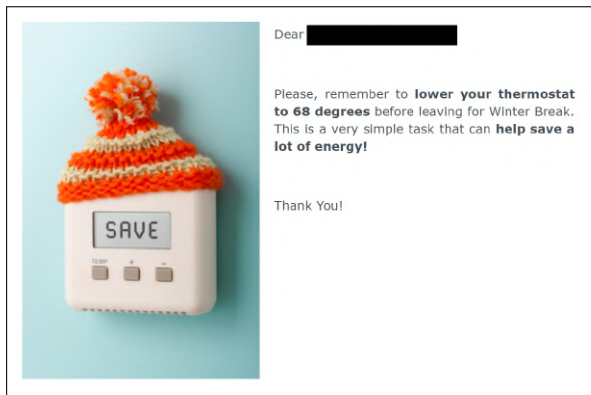 Dear
Please, remember to lower your thermostat
to 68 degrees before leaving for Winter Break.
This is a very simple task that can help save a
lot of energy!
Thank You!
SAVE
TEMP + -